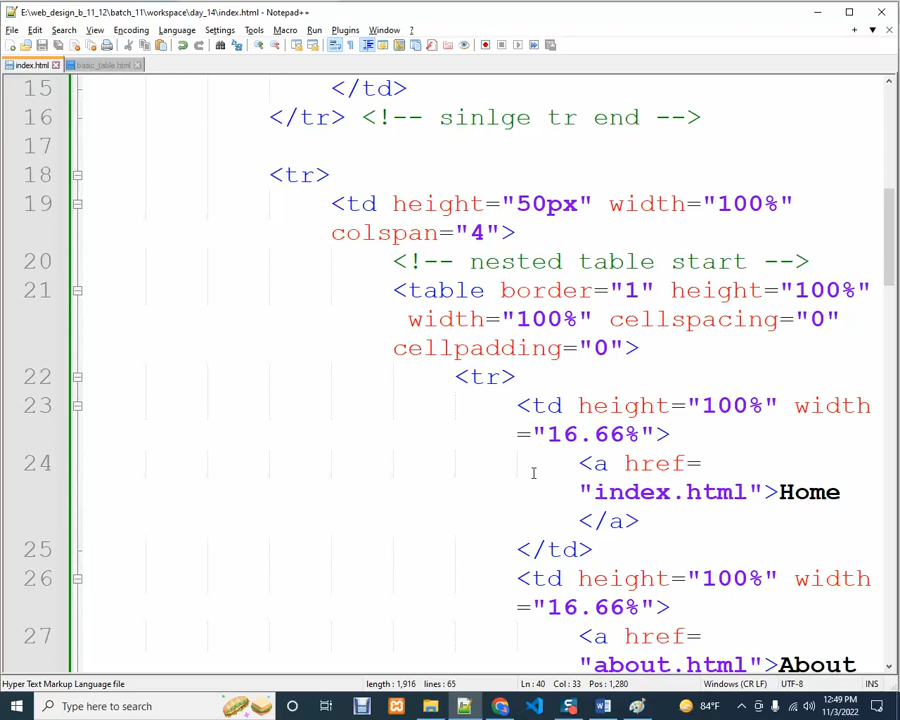 E:\web_design_b_11_12\batch_11\workspace\day_14\index.html - Notepad++
File Edit Search View Encoding Language Settings Tools Macro Run Plugins Window ?
index.html basic_table.html
15 </td>
16 </tr> <!-- sinlge tr end -->
17
18 <tr>
19 <td height="50px" width="100%"
colspan="4">
20 <!-- nested table start -->
21 <table border="1" height="100%"
width="100%" cellspacing="0"
cellpadding="0">
22 <tr>
23 <td height="100%" width
="16.66%">
24 <a href=
"index.html">Home
</a>
25 </td>
26 <td height="100%" width
="16.66%">
27 <a href=
"about.html">About
Hyper Text Markup Language file length : 1,916 lines : 65 Ln : 40 Col : 33 Pos : 1,280 Windows (CR LF) UTF-8 INS
Type here to search 84°F 12:49 PM
11/3/2022